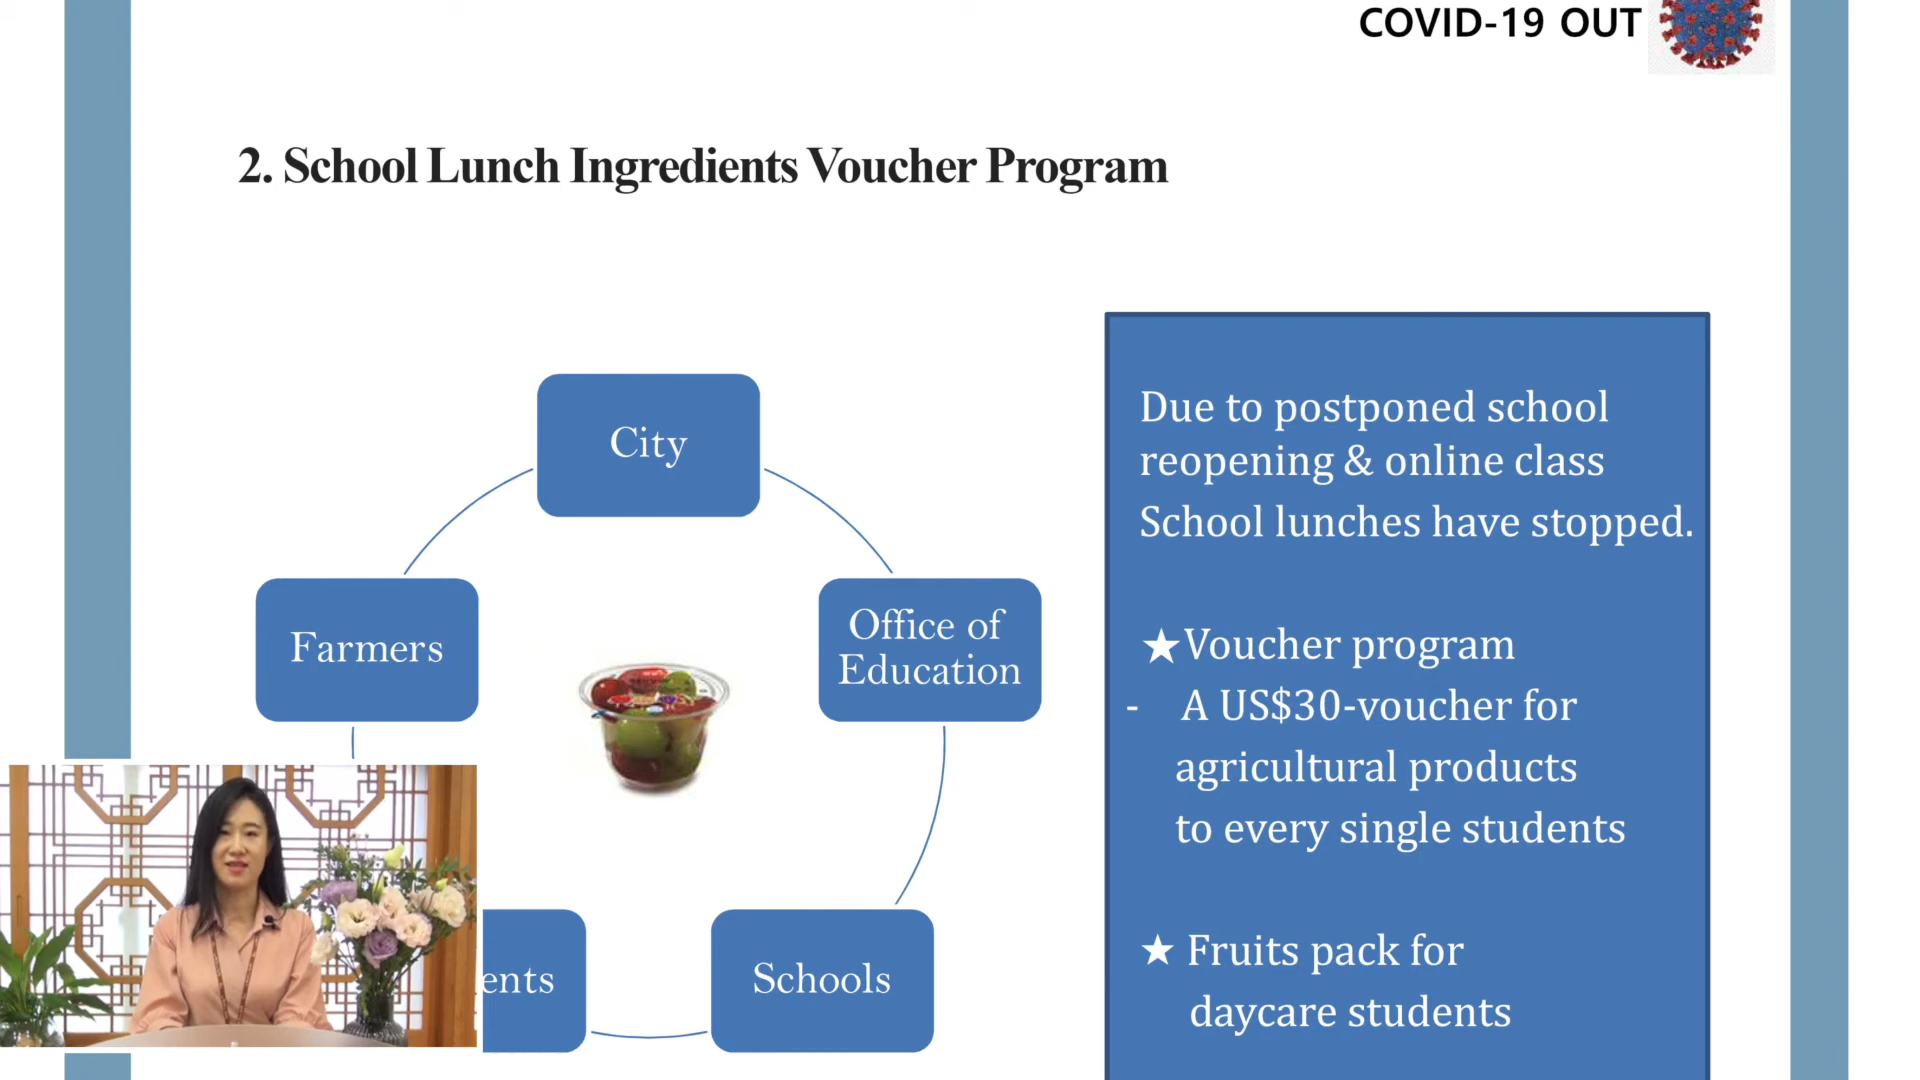 COVID-19 OUT
2. School Lunch Ingredients Voucher Program
City
Farmers
Office of
Education
ents
Schools
Due to postponed school
reopening & online class
School lunches have stopped.
★Voucher program
- A US$30-voucher for
agricultural products
to every single students
★ Fruits pack for
daycare students